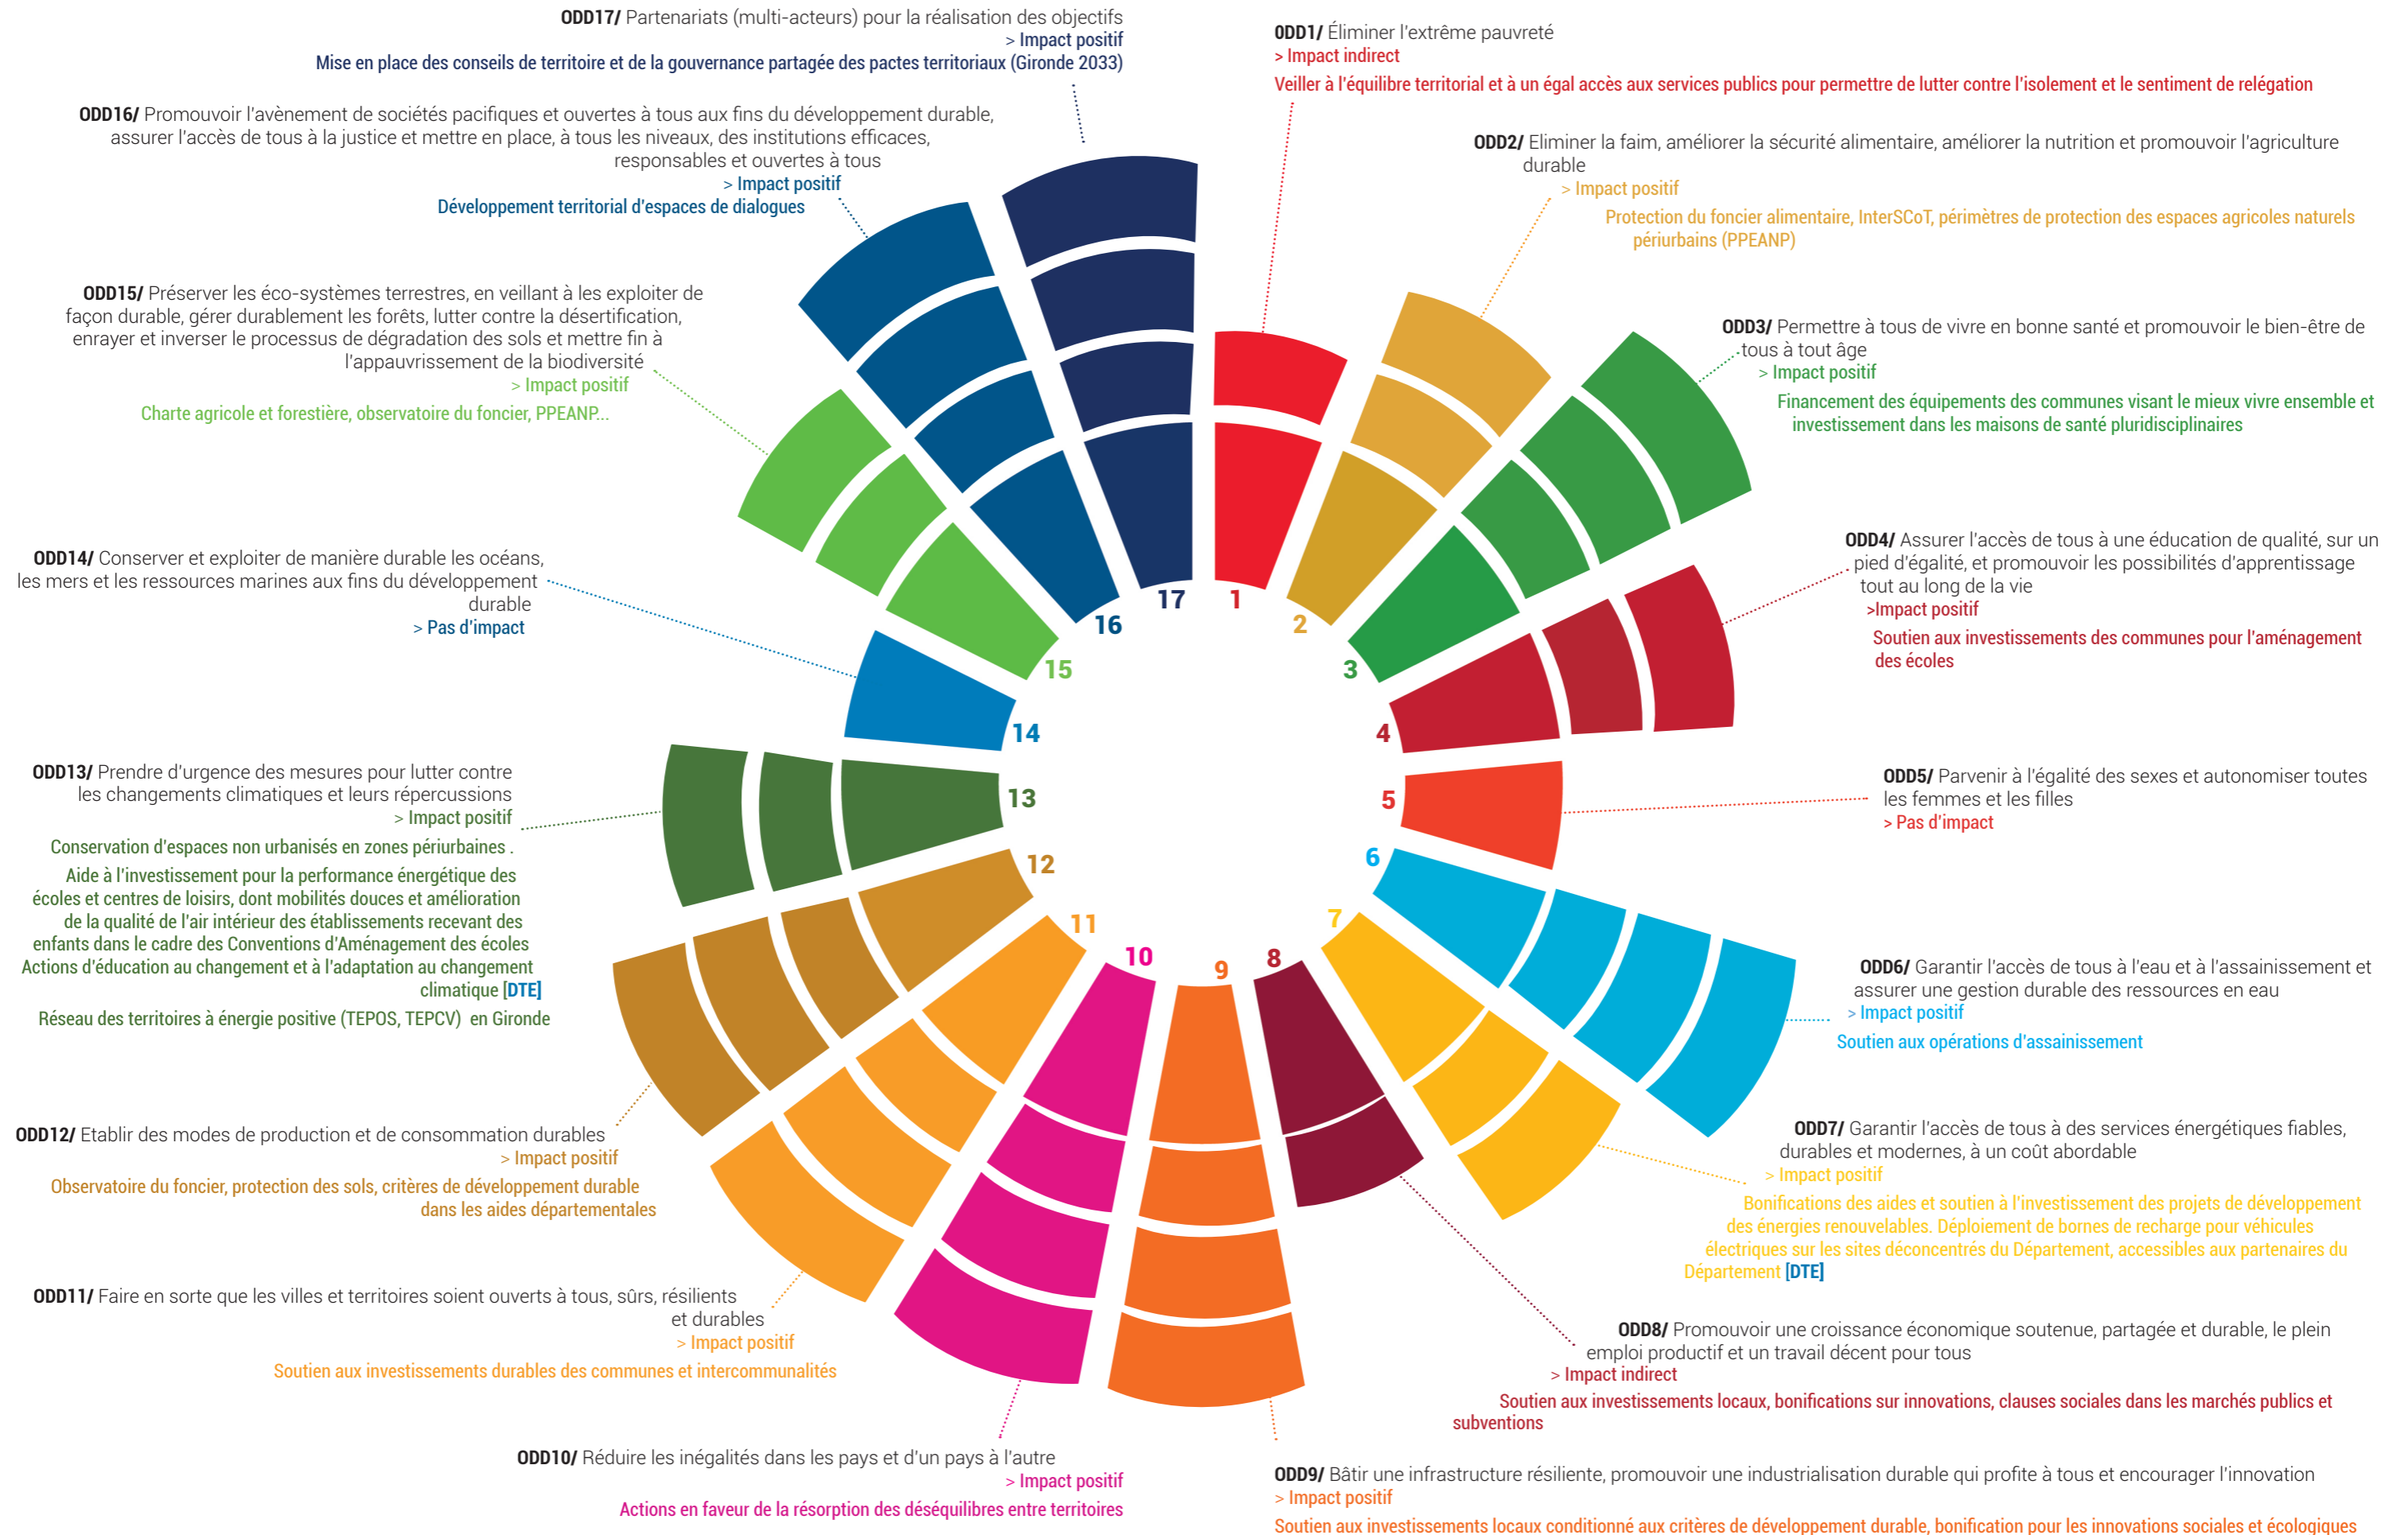 ODD17/ Partenariats (multi-acteurs) pour la réalisation des objectifs
> Impact positif
Mise en place des conseils de territoire et de la gouvernance partagée des pactes territoriaux (Gironde 2033)
ODD1/ Éliminer l'extrême pauvreté
> Impact indirect
Veiller à l'équilibre territorial et à un égal accès aux services publics pour permettre de lutter contre l'isolement et le sentiment de relégation
ODD16/ Promouvoir l'avènement de sociétés pacifiques et ouvertes à tous aux fins du développement durable,
assurer l'accès de tous à la justice et mettre en place, à tous les niveaux, des institutions efficaces,
responsables et ouvertes à tous
> Impact positif
Développement territorial d'espaces de dialogues
ODD2/ Eliminer la faim, améliorer la sécurité alimentaire, améliorer la nutrition et promouvoir l'agriculture
durable
> Impact positif
Protection du foncier alimentaire, InterSCoT, périmètres de protection des espaces agricoles naturels
périurbains (PPEANP)
ODD15/ Préserver les éco-systèmes terrestres, en veillant à les exploiter de
façon durable, gérer durablement les forêts, lutter contre la désertification,
enrayer et inverser le processus de dégradation des sols et mettre fin à
l'appauvrissement de la biodiversité
> Impact positif
Charte agricole et forestière, observatoire du foncier, PPEANP...
ODD3/ Permettre à tous de vivre en bonne santé et promouvoir le bien-être de
tous à tout âge
> Impact positif
Financement des équipements des communes visant le mieux vivre ensemble et
investissement dans les maisons de santé pluridisciplinaires
ODD14/ Conserver et exploiter de manière durable les océans,
les mers et les ressources marines aux fins du développement
durable
> Pas d'impact
ODD4/ Assurer l'accès de tous à une éducation de qualité, sur un
pied d'égalité, et promouvoir les possibilités d'apprentissage
tout au long de la vie
>Impact positif
Soutien aux investissements des communes pour l'aménagement
des écoles
17
1
16
2
15
3
14
4
13
5
12
6
11
7
10
9
8
ODD13/ Prendre d'urgence des mesures pour lutter contre
les changements climatiques et leurs répercussions
> Impact positif
Conservation d'espaces non urbanisés en zones périurbaines .
Aide à l'investissement pour la performance énergétique des
écoles et centres de loisirs, dont mobilités douces et amélioration
de la qualité de l'air intérieur des établissements recevant des
enfants dans le cadre des Conventions d'Aménagement des écoles
Actions d'éducation au changement et à l'adaptation au changement
climatique [DTE]
Réseau des territoires à énergie positive (TEPOS, TEPCV) en Gironde
ODD5/ Parvenir à l'égalité des sexes et autonomiser toutes
les femmes et les filles
> Pas d'impact
ODD6/ Garantir l'accès de tous à l'eau et à l'assainissement et
assurer une gestion durable des ressources en eau
> Impact positif
Soutien aux opérations d'assainissement
ODD12/ Etablir des modes de production et de consommation durables
> Impact positif
Observatoire du foncier, protection des sols, critères de développement durable
dans les aides départementales
ODD7/ Garantir l'accès de tous à des services énergétiques fiables,
durables et modernes, à un coût abordable
> Impact positif
Bonifications des aides et soutien à l'investissement des projets de développement
des énergies renouvelables. Déploiement de bornes de recharge pour véhicules
électriques sur les sites déconcentrés du Département, accessibles aux partenaires du
Département [DTE]
ODD11/ Faire en sorte que les villes et territoires soient ouverts à tous, sûrs, résilients
et durables
> Impact positif
Soutien aux investissements durables des communes et intercommunalités
ODD8/ Promouvoir une croissance économique soutenue, partagée et durable, le plein
emploi productif et un travail décent pour tous
> Impact indirect
Soutien aux investissements locaux, bonifications sur innovations, clauses sociales dans les marchés publics et
subventions
ODD10/ Réduire les inégalités dans les pays et d'un pays à l'autre
> Impact positif
Actions en faveur de la résorption des déséquilibres entre territoires
ODD9/ Bâtir une infrastructure résiliente, promouvoir une industrialisation durable qui profite à tous et encourager l'innovation
> Impact positif
Soutien aux investissements locaux conditionné aux critères de développement durable, bonification pour les innovations sociales et écologiques